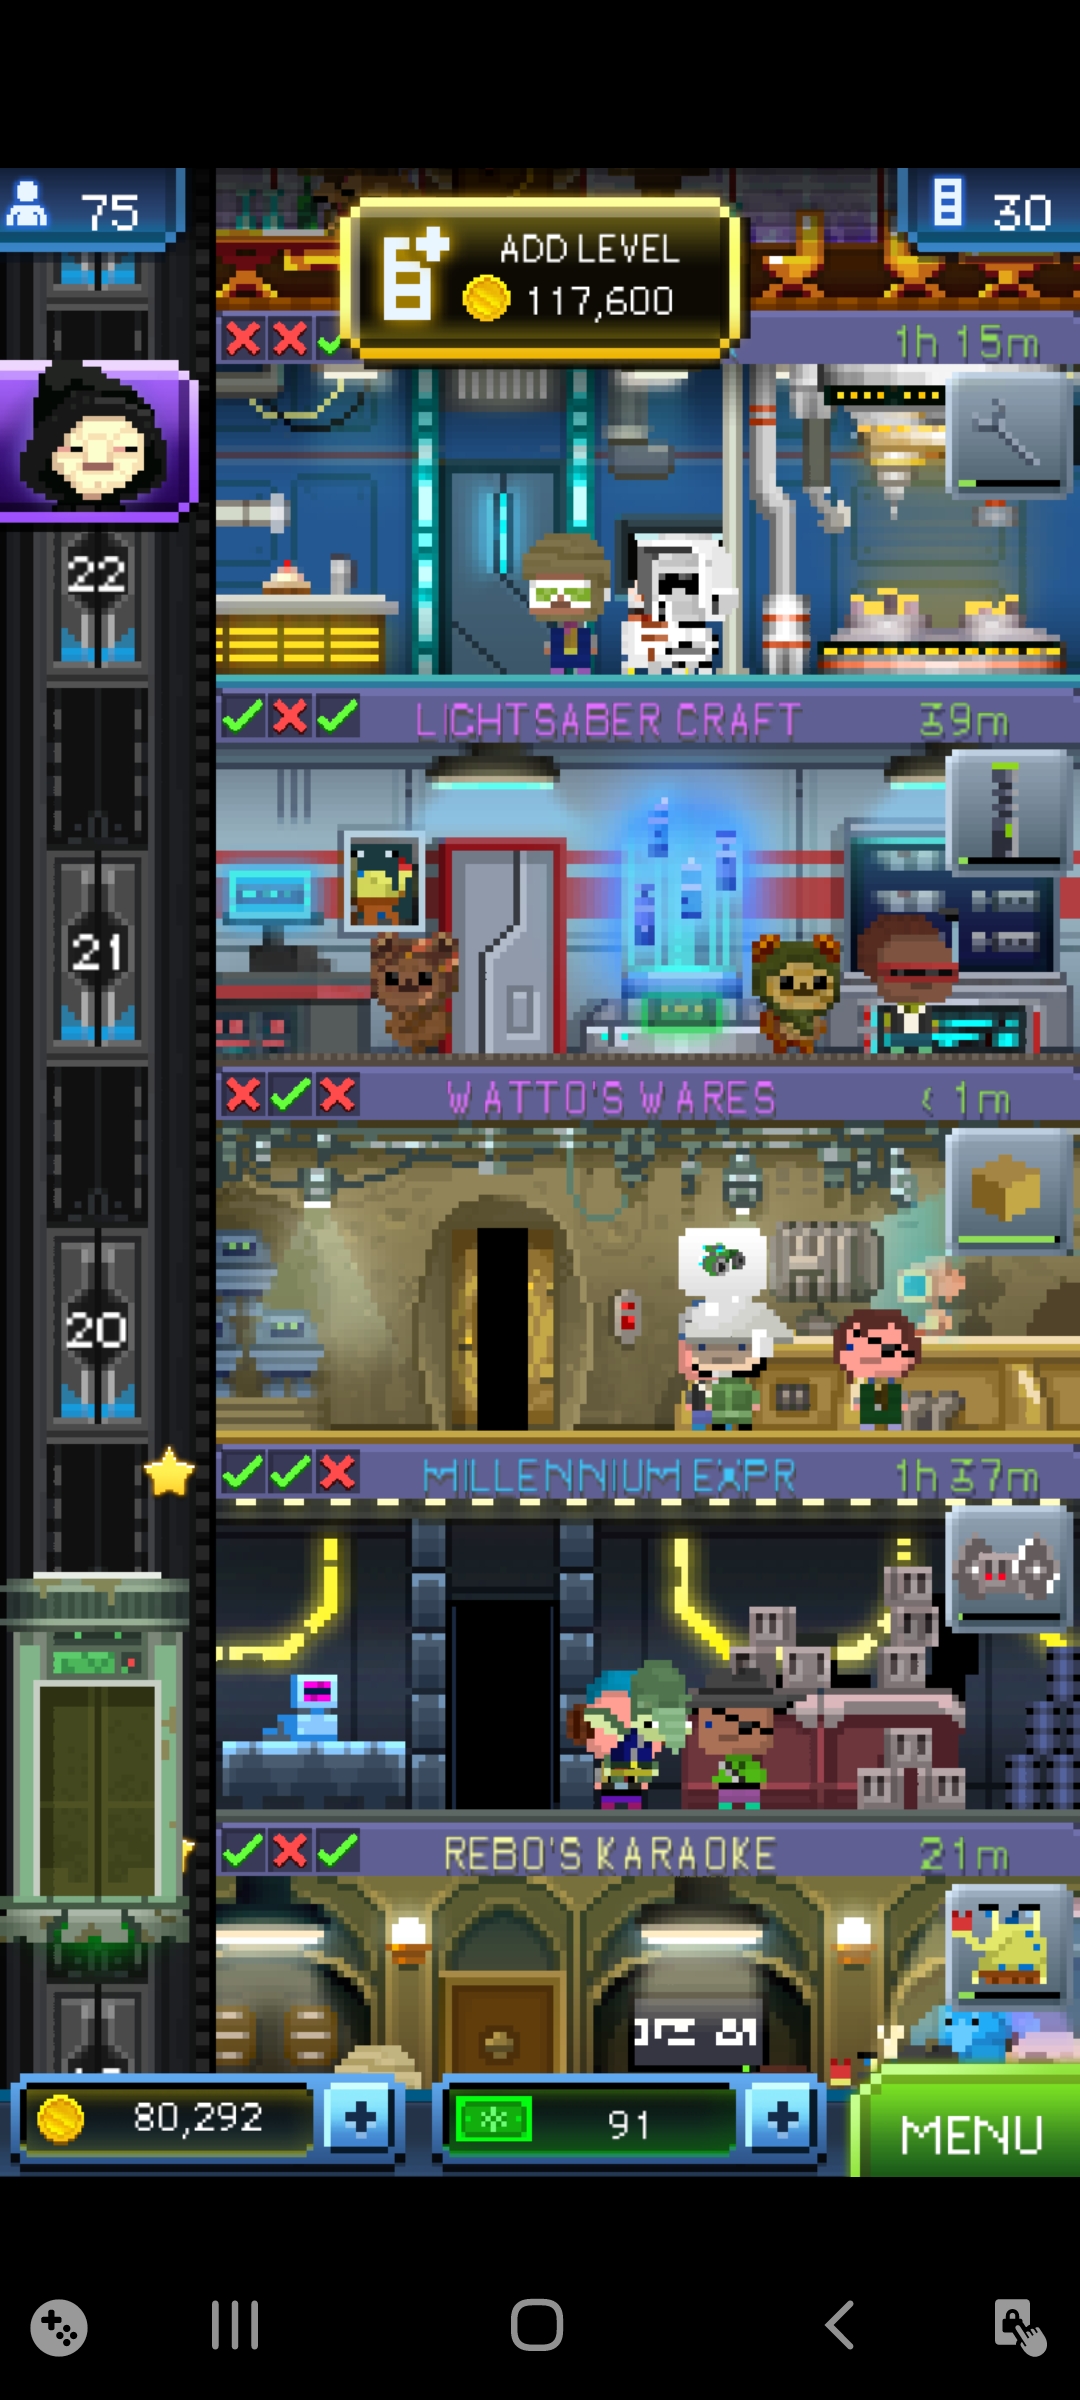 75
30
ADD LEVEL
117,600
1h 15m
22
LIGHTSABER CRAFT
39m
21
WATTO'S WARES
< 1m
20
MILLENNIUM EXPR
1h 37m
REBO'S KARAOKE
21m
80,292
91
MENU